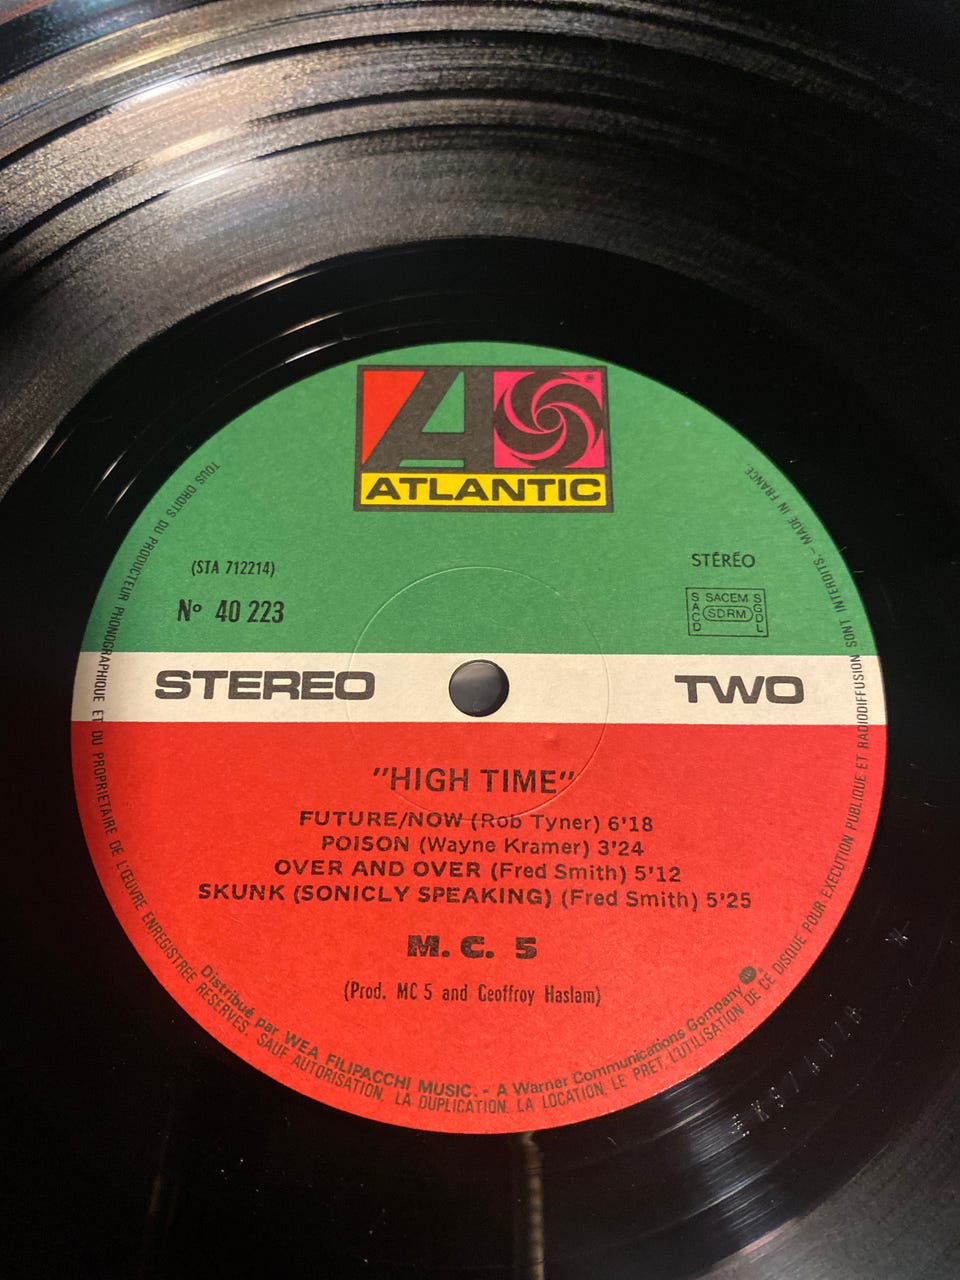 ATLANTIC
(STA 712214)
Nº 40 223
STÉRÉO
SACEM
SACD
SDRM
SGDL
STEREO
TWO
"HIGH TIME"
FUTURE/NOW (Rob Tyner) 6'18
POISON (Wayne Kramer) 3'24
OVER AND OVER (Fred Smith) 5'12
SKUNK (SONICLY SPEAKING) (Fred Smith) 5'25
M.C. 5
(Prod. MC 5 and Geoffroy Haslam)
Distribué par WEA FILIPACCHI MUSIC. - A Warner Communications Company
TOUS DROITS DU PRODUCTEUR PHONOGRAPHIQUE ET DU PROPRIETAIRE DE L'ŒUVRE ENREGISTREE RESERVES. SAUF AUTORISATION, LA DUPLICATION, LA LOCATION, LE PRET, L'UTILISATION DE CE DISQUE POUR EXECUTION PUBLIQUE ET RADIODIFFUSION SONT INTERDITS. - MADE IN FRANCE.